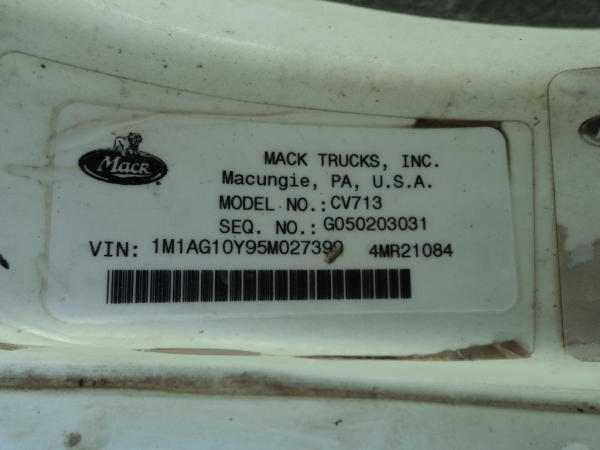 Mack
MACK TRUCKS, INC.
Macungie, PA, U.S.A.
MODEL NO.: CV713
SEQ. NO.: G050203031
VIN: 1M1AG10Y95M027399 4MR21084